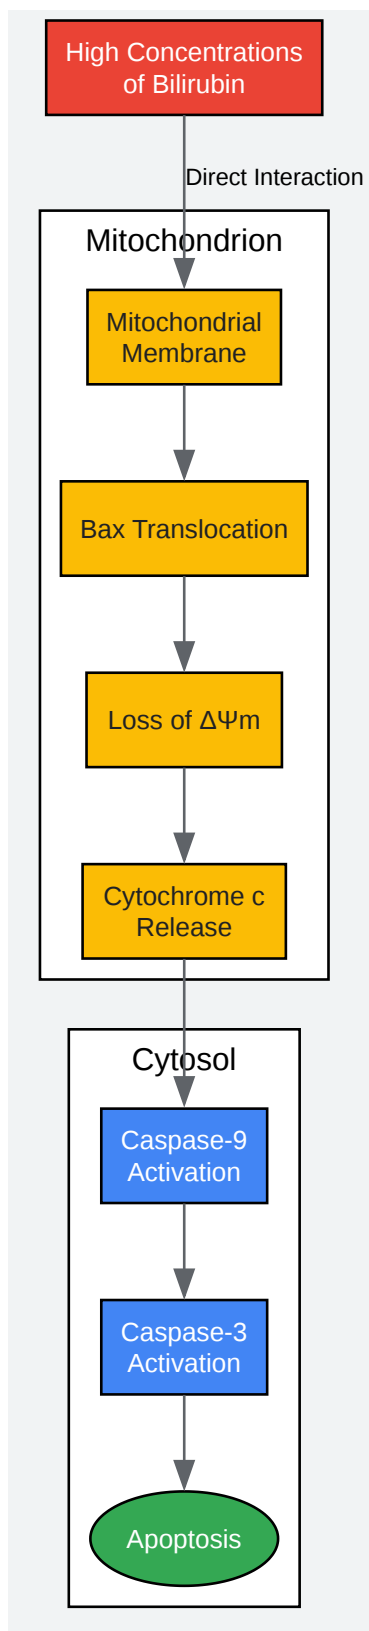 High Concentrations
of Bilirubin
Direct Interaction
Mitochondrion
Mitochondrial
Membrane
Bax Translocation
Loss of ΔΨm
Cytochrome c
Release
Cytosol
Caspase-9
Activation
Caspase-3
Activation
Apoptosis